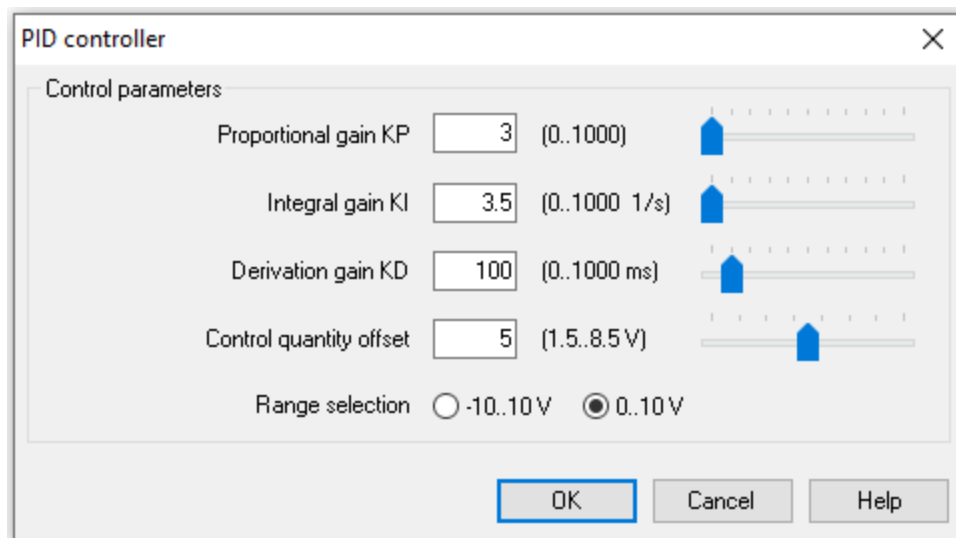 PID controller
Control parameters
Proportional gain KP 3 (0..1000)
Integral gain KI 3.5 (0..1000 1/s)
Derivation gain KD 100 (0..1000 ms)
Control quantity offset 5 (1.5..8.5 V)
Range selection -10..10 V 0..10 V
OK Cancel Help